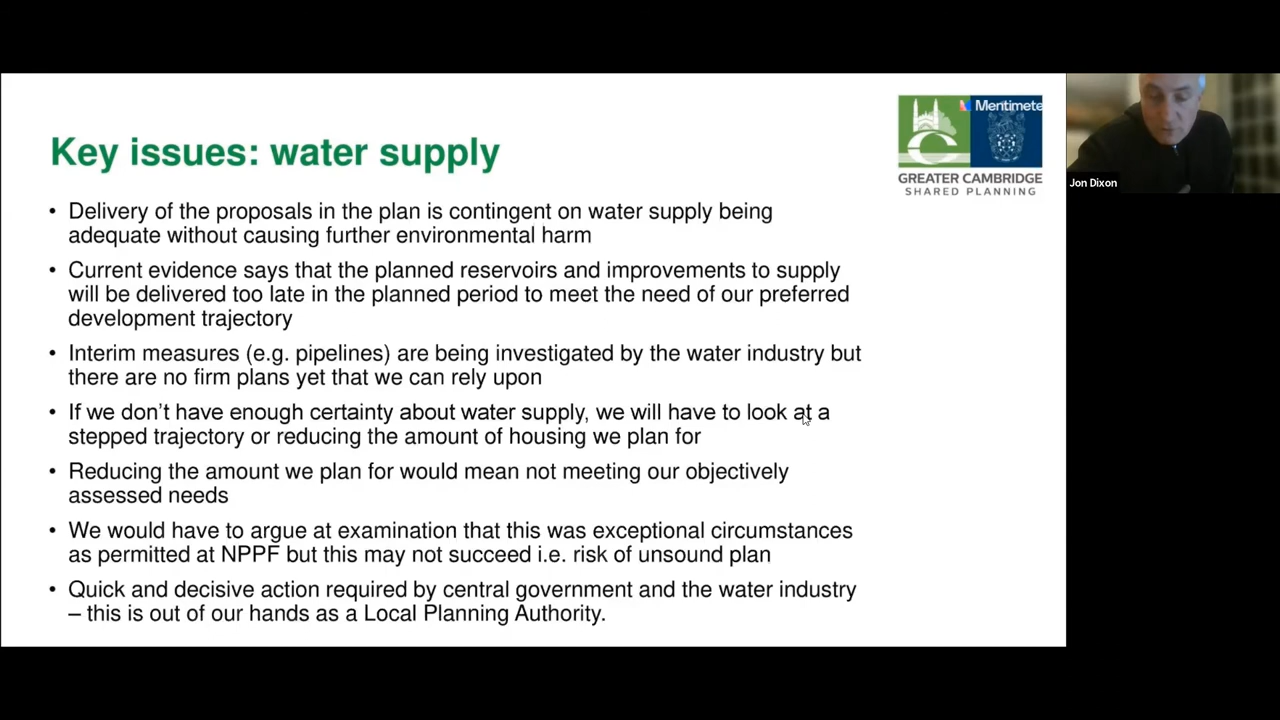 Mentimete
GREATER CAMBRIDGE
SHARED PLANNING
Jon Dixon
Key issues: water supply
• Delivery of the proposals in the plan is contingent on water supply being
adequate without causing further environmental harm
• Current evidence says that the planned reservoirs and improvements to supply
will be delivered too late in the planned period to meet the need of our preferred
development trajectory
• Interim measures (e.g. pipelines) are being investigated by the water industry but
there are no firm plans yet that we can rely upon
• If we don’t have enough certainty about water supply, we will have to look at a
stepped trajectory or reducing the amount of housing we plan for
• Reducing the amount we plan for would mean not meeting our objectively
assessed needs
• We would have to argue at examination that this was exceptional circumstances
as permitted at NPPF but this may not succeed i.e. risk of unsound plan
• Quick and decisive action required by central government and the water industry
– this is out of our hands as a Local Planning Authority.